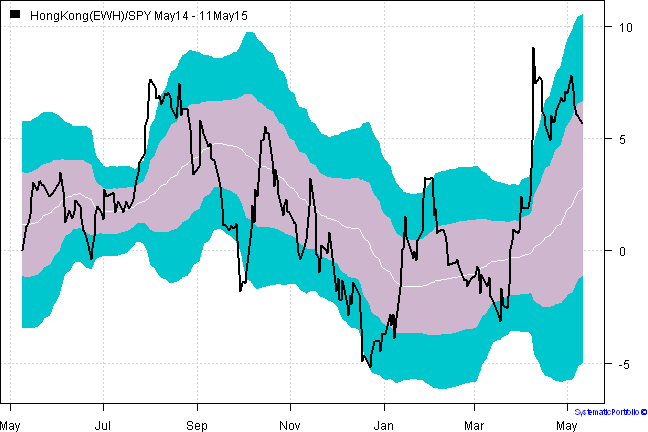 HongKong(EWH)/SPY May14 - 11May15
10
5
0
-5
May Jul Sep Nov Jan Mar May
SystematicPortfolio ©